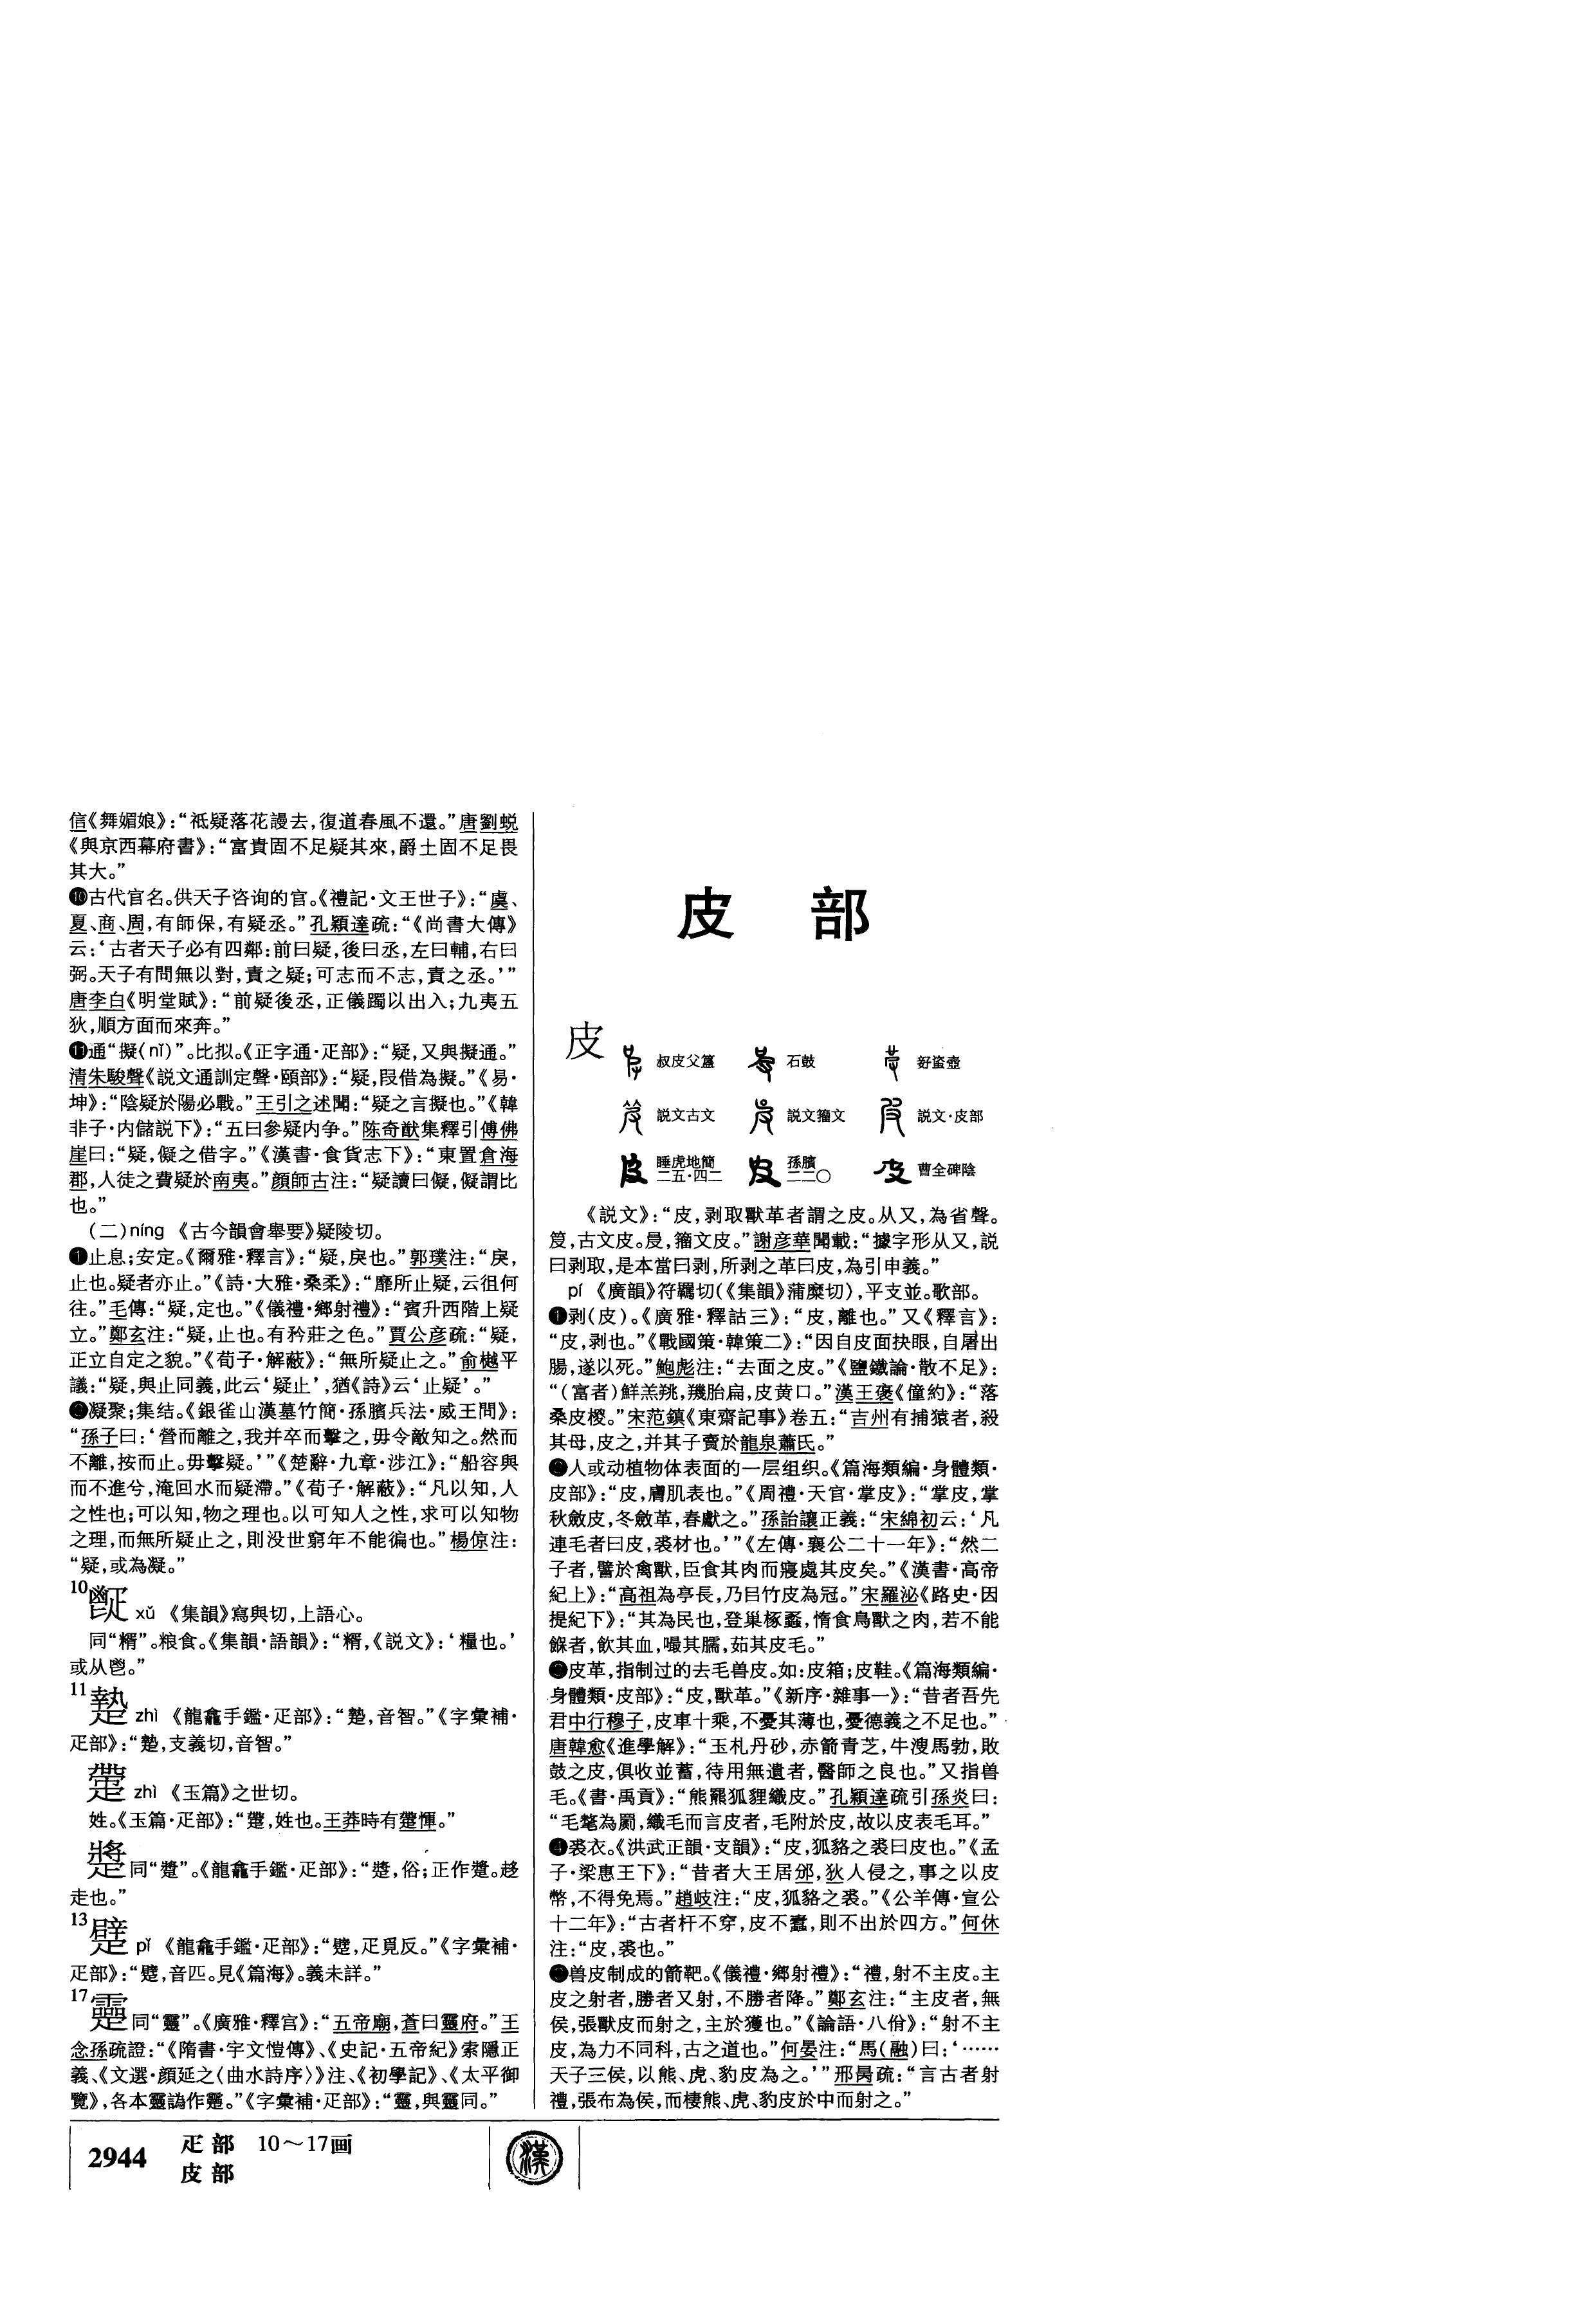 信《舞媚娘》：“祇疑落花謾去，復道春風不還。”唐劉蜕
《與京西幕府書》：“富貴固不足疑其來，爵土固不足畏
其大。”
❿古代官名。供天子咨询的官。《禮記·文王世子》：“虞、
夏、商、周，有師保，有疑丞。”孔穎達疏：“《尚書大傳》
云：‘古者天子必有四鄰：前曰疑，後曰丞，左曰輔，右曰
弼。天子有問無以對，責之疑；可志而不志，責之丞。’”
唐李白《明堂賦》：“前疑後丞，正儀躅以出入；九夷五
狄，順方面而來奔。”
⓫通“擬（nǐ）”。比拟。《正字通·疋部》：“疑，又與擬通。”
清朱駿聲《説文通訓定聲·頤部》：“疑，叚借為擬。”《易·
坤》：“陰疑於陽必戰。”王引之述聞：“疑之言擬也。”《韓
非子·内儲説下》：“五曰參疑内争。”陈奇猷集釋引傅佛
崖曰：“疑，儗之借字。”《漢書·食貨志下》：“東置倉海
郡，人徒之費疑於南夷。”顔師古注：“疑讀曰儗，儗謂比
也。”
（二）níng 《古今韻會舉要》疑陵切。
❶止息；安定。《爾雅·釋言》：“疑，戾也。”郭璞注：“戾，
止也。疑者亦止。”《詩·大雅·桑柔》：“靡所止疑，云徂何
往。”毛傳：“疑，定也。”《儀禮·鄉射禮》：“賓升西階上疑
立。”鄭玄注：“疑，止也。有矜莊之色。”賈公彦疏：“疑，
正立自定之貌。”《荀子·解蔽》：“無所疑止之。”俞樾平
議：“疑，與止同義，此云‘疑止’，猶《詩》云‘止疑’。”
❷凝聚；集结。《銀雀山漢墓竹簡·孫臏兵法·威王問》：
“孫子曰：‘營而離之，我并卒而擊之，毋令敵知之。然而
不離，按而止。毋擊疑。’”《楚辭·九章·涉江》：“船容與
而不進兮，淹回水而疑滯。”《荀子·解蔽》：“凡以知，人
之性也；可以知，物之理也。以可知人之性，求可以知物
之理，而無所疑止之，則没世窮年不能徧也。”楊倞注：
“疑，或為凝。”
10
xǔ 《集韻》寫與切，上語心。
同“糈”。粮食。《集韻·語韻》：“糈，《説文》：‘糧也。’
或从皀。”
11
zhì 《龍龕手鑑·疋部》：“，音智。”《字彙補·
疋部》：“，支義切，音智。”
zhì 《玉篇》之世切。
姓。《玉篇·疋部》：“，姓也。王莽時有。”
同“”。《龍龕手鑑·疋部》：“，俗；正作。趍
走也。”
13
pǐ 《龍龕手鑑·疋部》：“，疋覓反。”《字彙補·
疋部》：“，音匹。見《篇海》。義未詳。”
17
同“靈”。《廣雅·釋宫》：“五帝廟，蒼曰靈府。”王
念孫疏證：“《隋書·宇文愷傳》、《史記·五帝紀》索隱正
義、《文選·顔延之〈曲水詩序〉》注、《初學記》、《太平御
覽》，各本靈譌作。”《字彙補·疋部》：“，與靈同。”
皮 部
皮 叔皮父簋 石鼓 𧊒壺
説文古文 説文籀文 説文·皮部
睡虎地簡二五·四二 孫臏二二〇 曹全碑陰
《説文》：“皮，剥取獸革者謂之皮。从又，為省聲。
，古文皮。，籀文皮。”謝彦華聞載：“據字形从又，説
曰剥取，是本當曰剥，所剥之革曰皮，為引申義。”
pí 《廣韻》符羈切（《集韻》蒲糜切），平支並。歌部。
❶剥（皮）。《廣雅·釋詁三》：“皮，離也。”又《釋言》：
“皮，剥也。”《戰國策·韓策二》：“因自皮面抉眼，自屠出
腸，遂以死。”鮑彪注：“去面之皮。”《鹽鐵論·散不足》：
“（富者）鮮羔䍮，幾胎扁，皮黄口。”漢王褒《僮約》：“落
桑皮椶。”宋范鎮《東齋記事》卷五：“吉州有捕猿者，殺
其母，皮之，并其子賣於龍泉蕭氏。”
❷人或动植物体表面的一层组织。《篇海類編·身體類·
皮部》：“皮，膚肌表也。”《周禮·天官·掌皮》：“掌皮，掌
秋斂皮，冬斂革，春獻之。”孫詒讓正義：“宋綿初云：‘凡
連毛者曰皮，裘材也。’”《左傳·襄公二十一年》：“然二
子者，譬於禽獸，臣食其肉而寢處其皮矣。”《漢書·高帝
紀上》：“高祖為亭長，乃㠯竹皮為冠。”宋羅泌《路史·因
提紀下》：“其為民也，登巢椓蠡，惰食鳥獸之肉，若不能
飽者，飲其血，嘬其臑，茹其皮毛。”
❸皮革，指制过的去毛兽皮。如：皮箱；皮鞋。《篇海類編·
身體類·皮部》：“皮，獸革。”《新序·雜事一》：“昔者吾先
君中行穆子，皮車十乘，不憂其薄也，憂德義之不足也。”
唐韓愈《進學解》：“玉札丹砂，赤箭青芝，牛溲馬勃，敗
鼓之皮，俱收並蓄，待用無遺者，醫師之良也。”又指兽
毛。《書·禹貢》：“熊羆狐貍織皮。”孔穎達疏引孫炎曰：
“毛氂為罽，織毛而言皮者，毛附於皮，故以皮表毛耳。”
❹裘衣。《洪武正韻·支韻》：“皮，狐貉之裘曰皮也。”《孟
子·梁惠王下》：“昔者大王居邠，狄人侵之，事之以皮
幣，不得免焉。”趙岐注：“皮，狐貉之裘。”《公羊傳·宣公
十二年》：“古者杅不穿，皮不蠹，則不出於四方。”何休
注：“皮，裘也。”
❺兽皮制成的箭靶。《儀禮·鄉射禮》：“禮，射不主皮。主
皮之射者，勝者又射，不勝者降。”鄭玄注：“主皮者，無
侯，張獸皮而射之，主於獲也。”《論語·八佾》：“射不主
皮，為力不同科，古之道也。”何晏注：“馬（融）曰：‘……
天子三侯，以熊、虎、豹皮為之。’”邢昺疏：“言古者射
禮，張布為侯，而棲熊、虎、豹皮於中而射之。”
2944 疋部 10～17画
皮部
漢